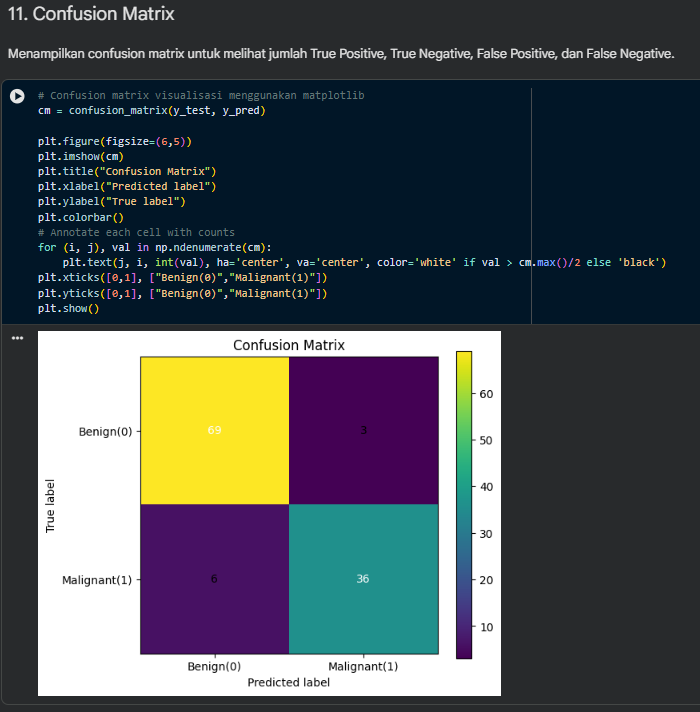 11. Confusion Matrix
Menampilkan confusion matrix untuk melihat jumlah True Positive, True Negative, False Positive, dan False Negative.
# Confusion matrix visualisasi menggunakan matplotlib
cm = confusion_matrix(y_test, y_pred)
plt.figure(figsize=(6,5))
plt.imshow(cm)
plt.title("Confusion Matrix")
plt.xlabel("Predicted label")
plt.ylabel("True label")
plt.colorbar()
# Annotate each cell with counts
for (i, j), val in np.ndenumerate(cm):
    plt.text(j, i, int(val), ha='center', va='center', color='white' if val > cm.max()/2 else 'black')
plt.xticks([0,1], ["Benign(0)","Malignant(1)"])
plt.yticks([0,1], ["Benign(0)","Malignant(1)"])
plt.show()
Confusion Matrix
Benign(0)
69
3
Malignant(1)
6
36
True label
Benign(0)
Malignant(1)
Predicted label
60
50
40
30
20
10